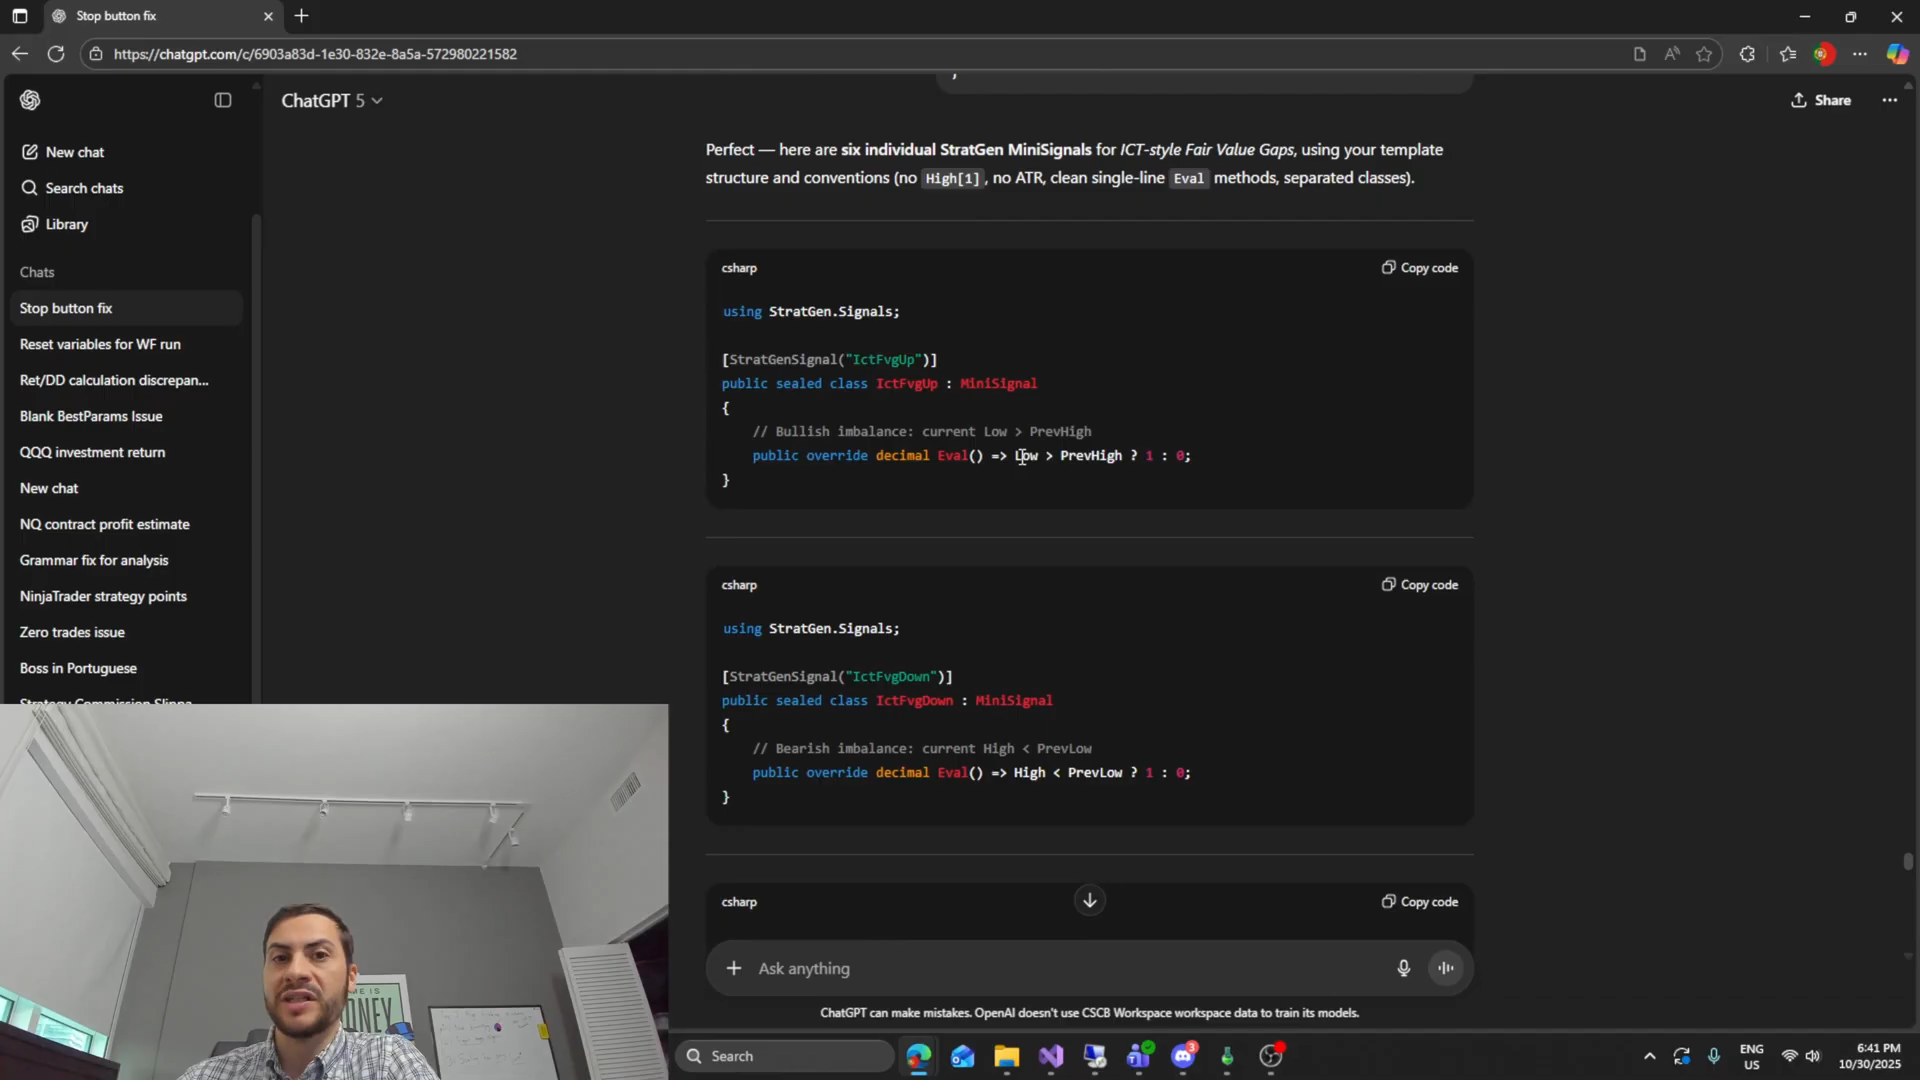 Stop button fix
https://chatgpt.com/c/6903a83d-1e30-832e-8a5a-572980221582
ChatGPT 5
Share
New chat
Search chats
Library
Chats
Stop button fix
Reset variables for WF run
Ret/DD calculation discrepan...
Blank BestParams Issue
QQQ investment return
New chat
NQ contract profit estimate
Grammar fix for analysis
NinjaTrader strategy points
Zero trades issue
Boss in Portuguese
Perfect — here are six individual StratGen MiniSignals for ICT-style Fair Value Gaps, using your template
structure and conventions (no High[1], no ATR, clean single-line Eval methods, separated classes).
csharp
Copy code
using StratGen.Signals;
[StratGenSignal("IctFvgUp")]
public sealed class IctFvgUp : MiniSignal
{
// Bullish imbalance: current Low > PrevHigh
public override decimal Eval() => Low > PrevHigh ? 1 : 0;
}
csharp
Copy code
using StratGen.Signals;
[StratGenSignal("IctFvgDown")]
public sealed class IctFvgDown : MiniSignal
{
// Bearish imbalance: current High < PrevLow
public override decimal Eval() => High < PrevLow ? 1 : 0;
}
csharp
Copy code
Ask anything
ChatGPT can make mistakes. OpenAI doesn't use CSCB Workspace workspace data to train its models.
Search
3
ENG
US
6:41 PM
10/30/2025